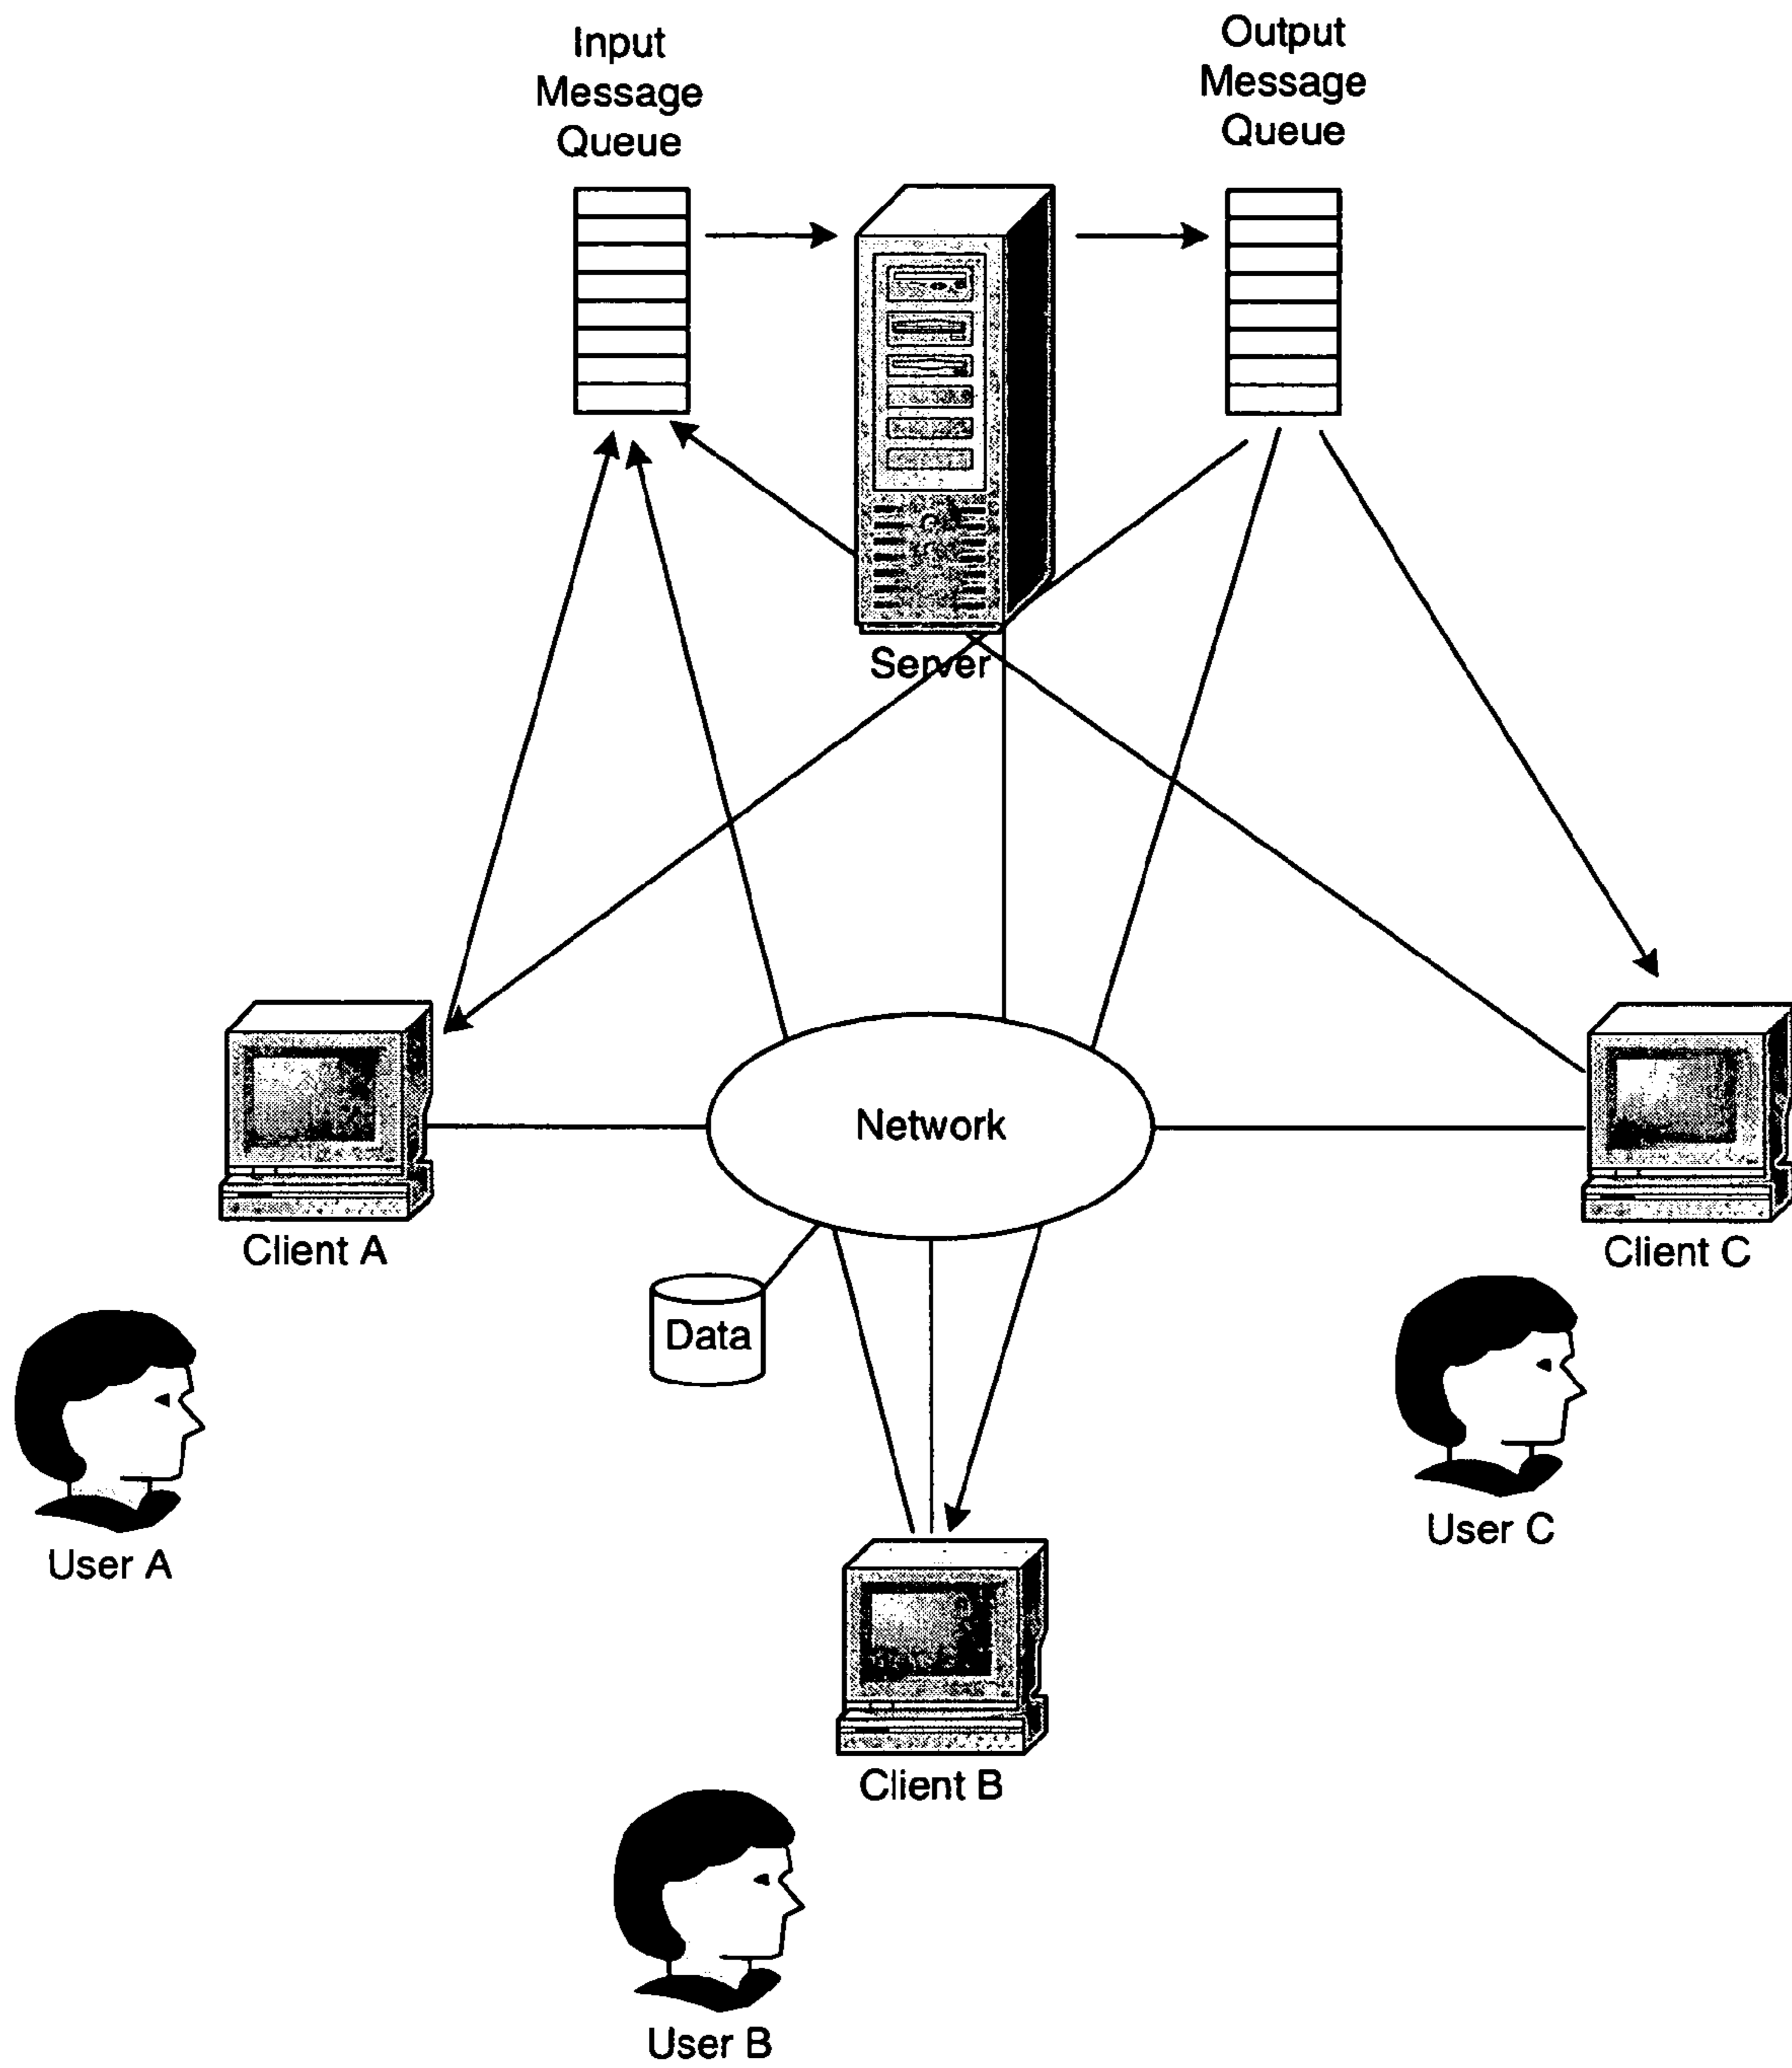 Input
Message
Queue
Output
Message
Queue
Server
Network
Client A
Client C
Data
User A
User C
Client B
User B